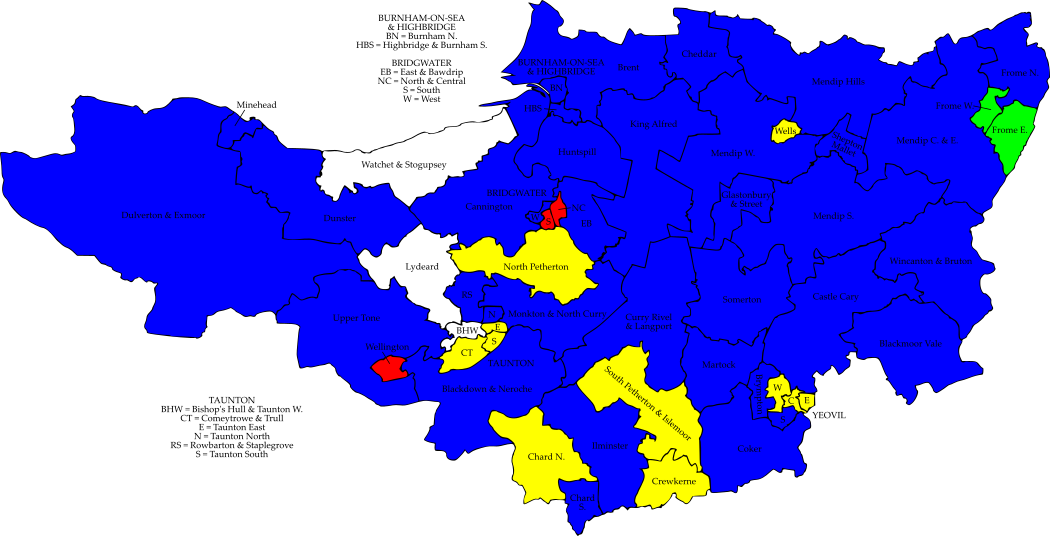 BURNHAM-ON-SEA
& HIGHBRIDGE
BN = Burnham N.
HBS = Highbridge & Burnham S.
BRIDGWATER
EB = East & Bawdrip
NC = North & Central
S = South
W = West
Minehead
Watchet & Stogupsey
Dulverton & Exmoor
Dunster
Lydeard
Upper Tone
Wellington
BURNHAM-ON-SEA
& HIGHBRIDGE
BN
HBS
Brent
Cheddar
King Alfred
Huntspill
BRIDGWATER
Cannington
W
S
NC
EB
North Petherton
RS
N
BHW
E
CT
S
TAUNTON
Monkton & North Curry
Blackdown & Neroche
Mendip Hills
Mendip W.
Wells
Shepton
Mallet
Mendip C. & E.
Frome N.
Frome W.
Frome E.
Glastonbury
& Street
Mendip S.
Wincanton & Bruton
Castle Cary
Somerton
Curry Rivel
& Langport
Blackmoor Vale
Martock
South Petherton & Islemoor
W
C
E
S
YEOVIL
Coker
Ilminster
Chard N.
Chard
Crewkerne
TAUNTON
BHW = Bishop's Hull & Taunton W.
CT = Comeytrowe & Trull
E = Taunton East
N = Taunton North
RS = Rowbarton & Staplegrove
S = Taunton South